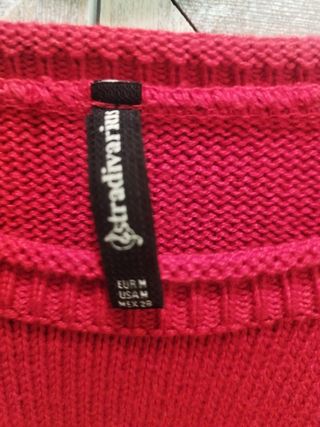 stradivarius
EUR M
USA M
MEX 28